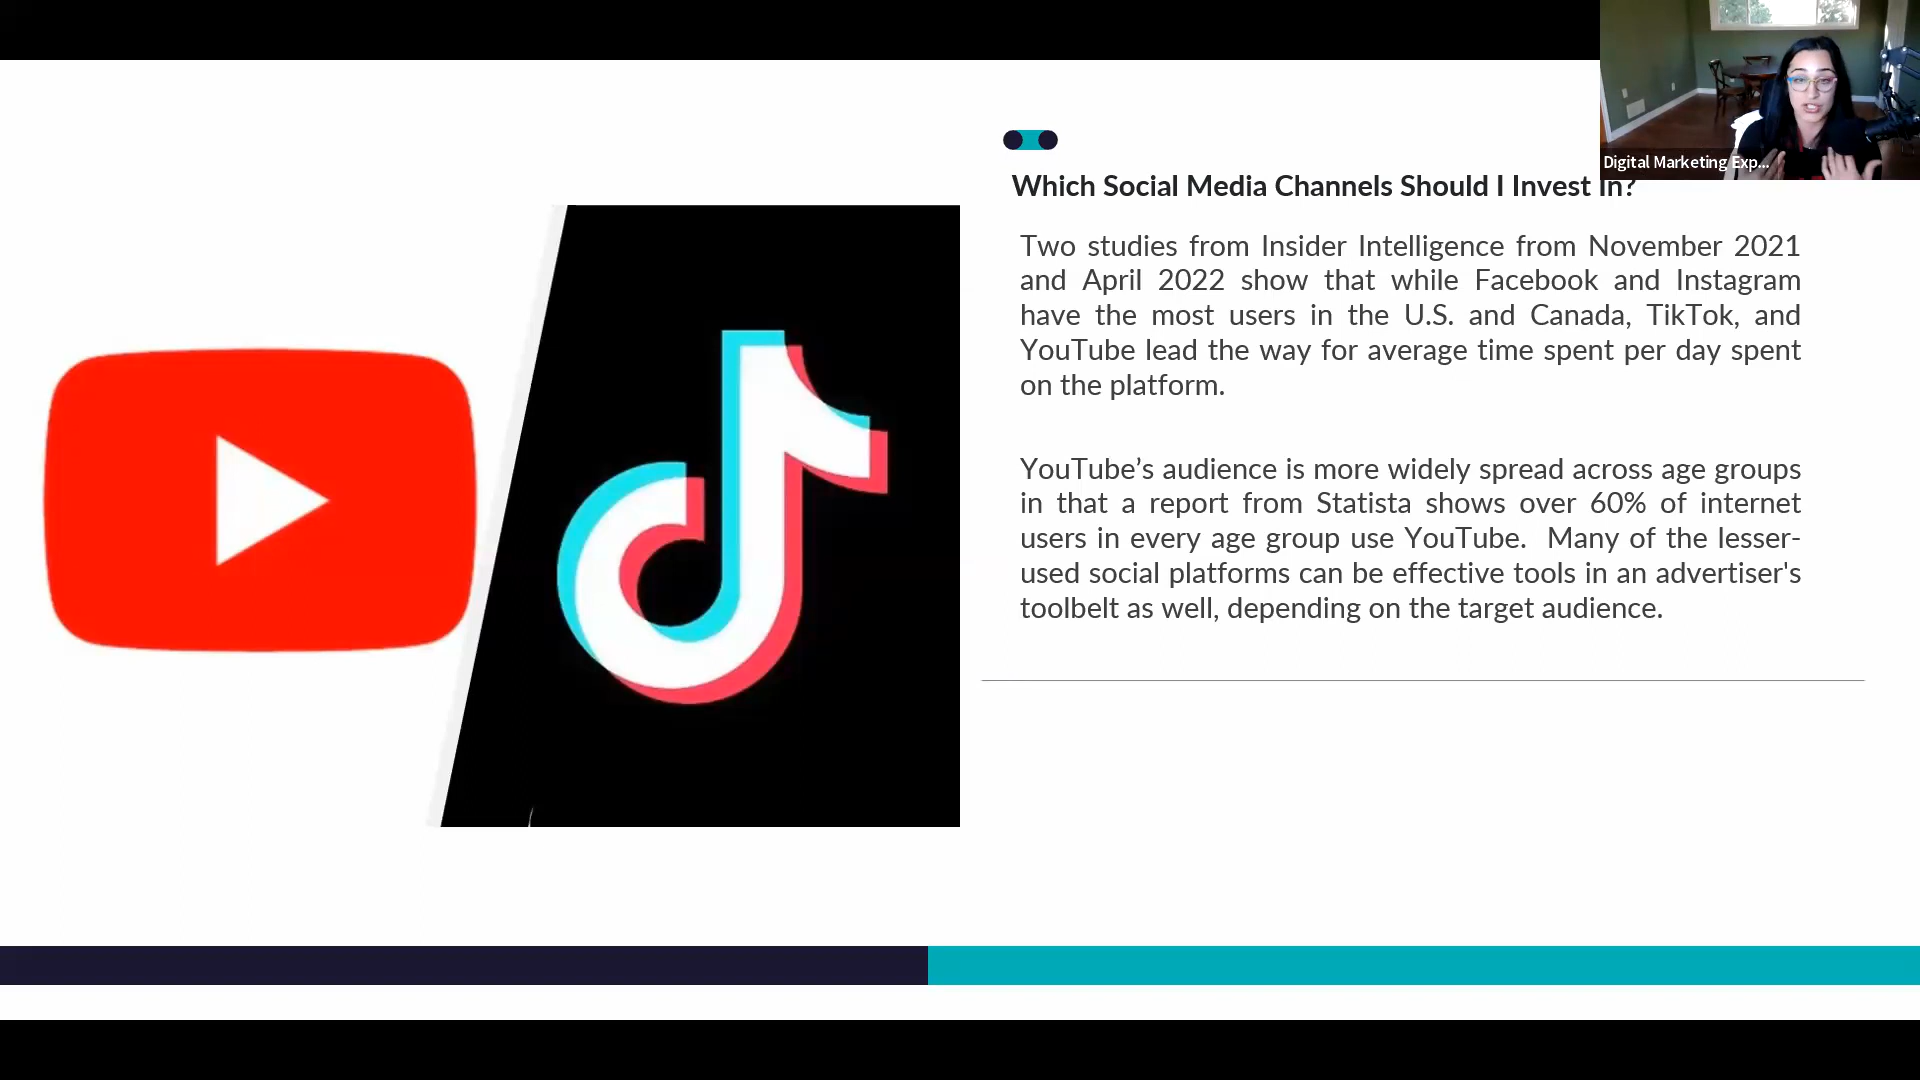 Digital Marketing Exp...
Which Social Media Channels Should I Invest In?
Two studies from Insider Intelligence from November 2021
and April 2022 show that while Facebook and Instagram
have the most users in the U.S. and Canada, TikTok, and
YouTube lead the way for average time spent per day spent
on the platform.
YouTube’s audience is more widely spread across age groups
in that a report from Statista shows over 60% of internet
users in every age group use YouTube.  Many of the lesser-
used social platforms can be effective tools in an advertiser's
toolbelt as well, depending on the target audience.